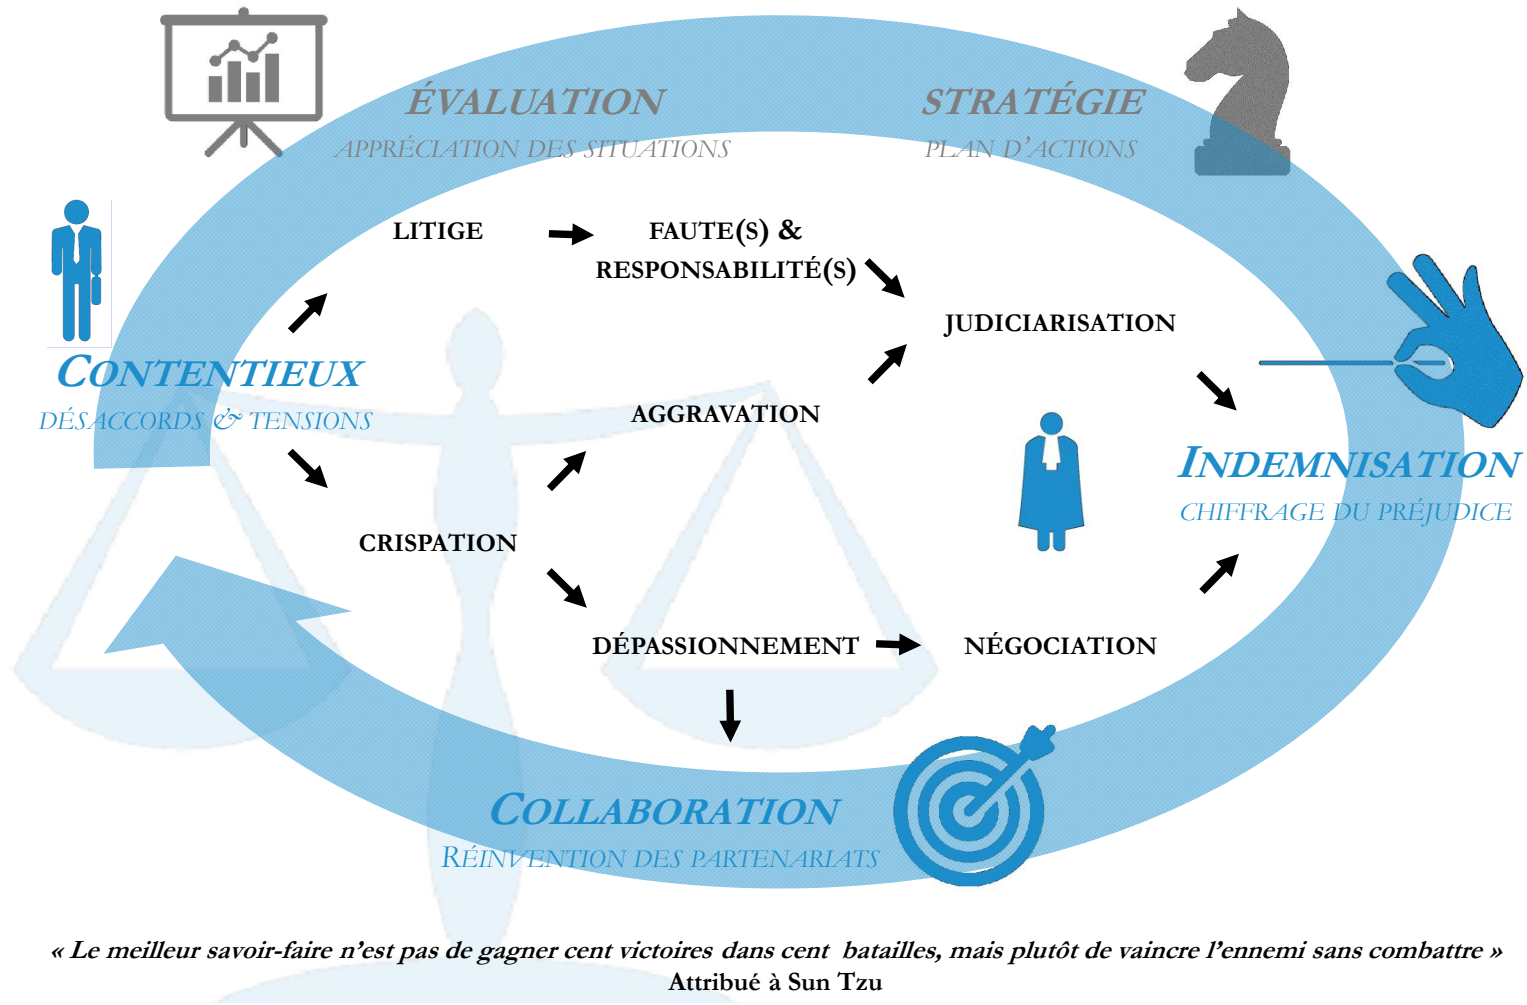 ÉVALUATION
APPRÉCIATION DES SITUATIONS
STRATÉGIE
PLAN D’ACTIONS
LITIGE
FAUTE(S) &
RESPONSABILITÉ(S)
JUDICIARISATION
CONTENTIEUX
DÉSACCORDS & TENSIONS
AGGRAVATION
INDEMNISATION
CHIFFRAGE DU PRÉJUDICE
CRISPATION
DÉPASSIONNEMENT
NÉGOCIATION
COLLABORATION
RÉINVENTION DES PARTENARIATS
« Le meilleur savoir-faire n’est pas de gagner cent victoires dans cent batailles, mais plutôt de vaincre l’ennemi sans combattre »
Attribué à Sun Tzu